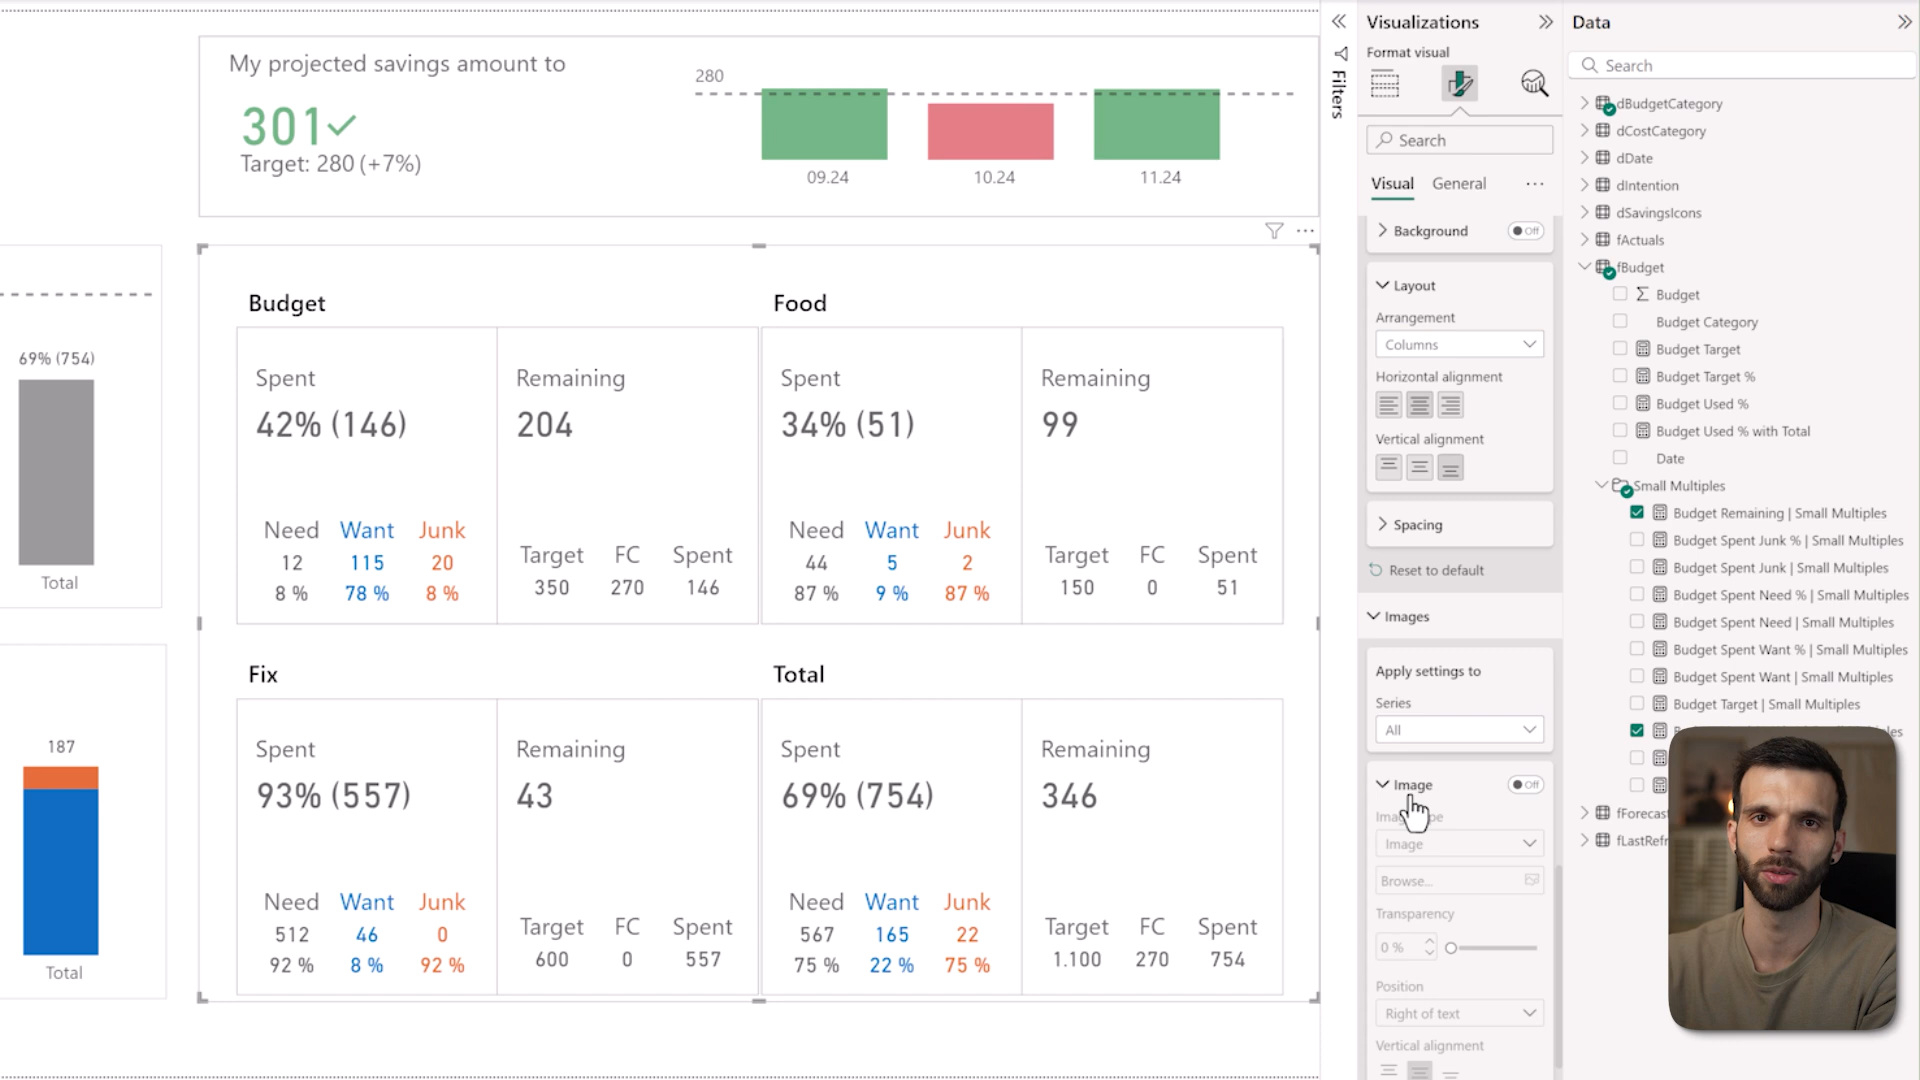 My projected savings amount to
301✓
Target: 280 (+7%)
280
09.24
10.24
11.24
69% (754)
Total
187
Total
Budget
Spent
42% (146)
Need Want Junk
12 115 20
8 % 78 % 8 %
Remaining
204
Target FC Spent
350 270 146
Food
Spent
34% (51)
Need Want Junk
44 5 2
87 % 9 % 87 %
Remaining
99
Target FC Spent
150 0 51
Fix
Spent
93% (557)
Need Want Junk
512 46 0
92 % 8 % 92 %
Remaining
43
Target FC Spent
600 0 557
Total
Spent
69% (754)
Need Want Junk
567 165 22
75 % 22 % 75 %
Remaining
346
Target FC Spent
1.100 270 754
Filters
Visualizations
Format visual
Search
Visual General
Background Off
Layout
Arrangement
Columns
Horizontal alignment
Vertical alignment
Spacing
Reset to default
Images
Apply settings to
Series
All
Image Off
Image
Browse...
Transparency
0 %
Position
Right of text
Vertical alignment
Data
Search
dBudgetCategory
dCostCategory
dDate
dIntention
dSavingsIcons
fActuals
fBudget
Budget
Budget Category
Budget Target
Budget Target %
Budget Used %
Budget Used % with Total
Date
Small Multiples
Budget Remaining | Small Multiples
Budget Spent Junk % | Small Multiples
Budget Spent Junk | Small Multiples
Budget Spent Need % | Small Multiples
Budget Spent Need | Small Multiples
Budget Spent Want % | Small Multiples
Budget Spent Want | Small Multiples
Budget Target | Small Multiples
fForecas
fLastRefr